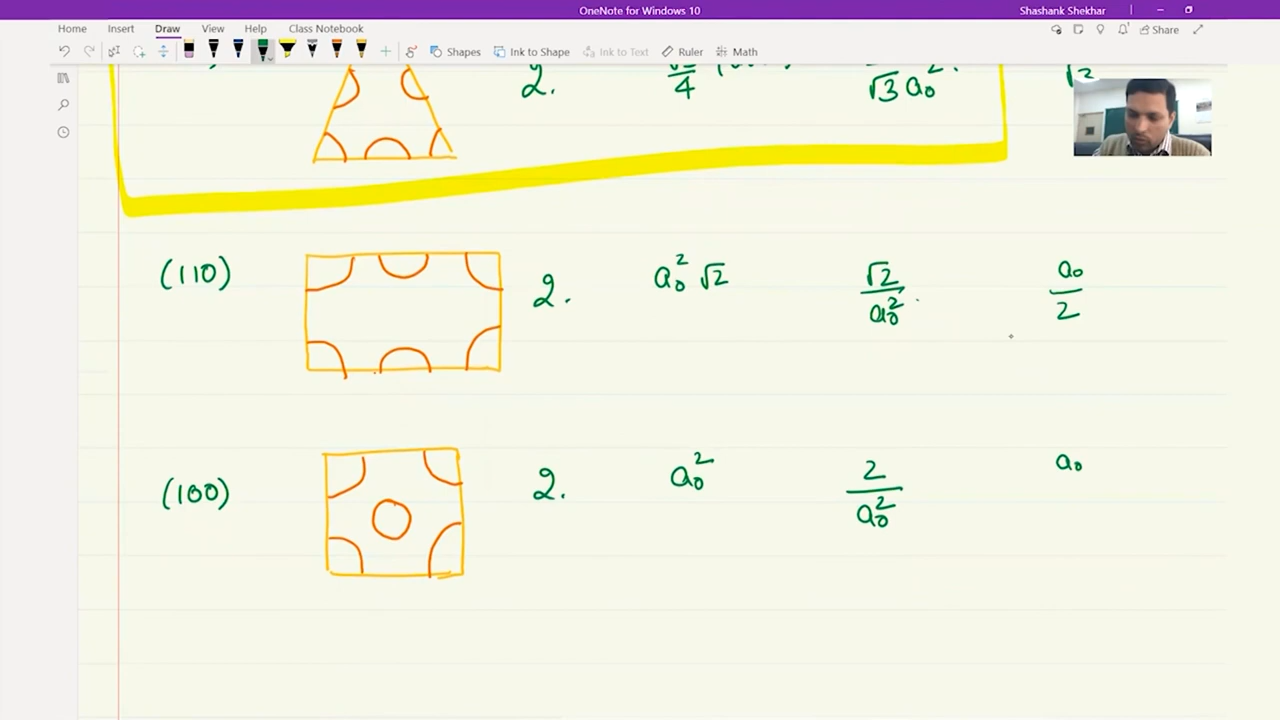 OneNote for Windows 10
Shashank Shekhar
Home Insert Draw View Help Class Notebook
Shapes Ink to Shape Ink to Text Ruler Math Share
2. 4 √3 a₀² √2
(110) 2. a₀² √2 √2/a₀² a₀/2
(100) 2. a₀² 2/a₀² a₀